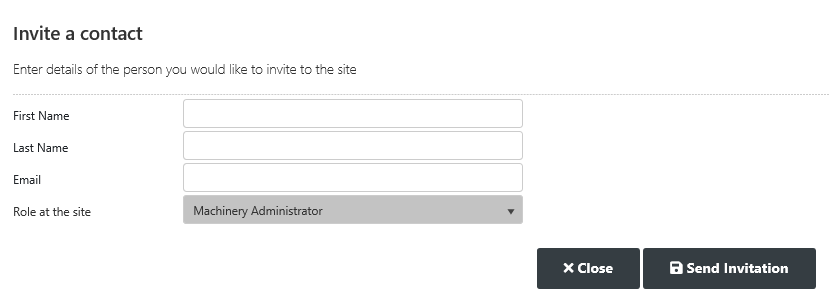 Invite a contact
Enter details of the person you would like to invite to the site
First Name
Last Name
Email
Role at the site Machinery Administrator
Close Send Invitation